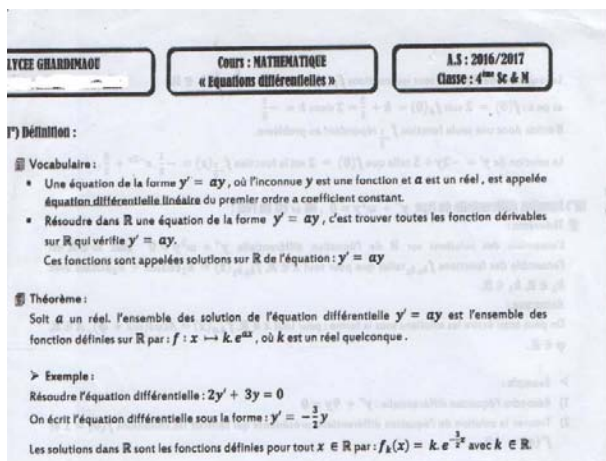 LYCEE GHARDIMAOU
Cours : MATHEMATIQUE
« Equations différentielles »
A.S : 2016/2017
Classe : 4ème Sc & M
I°) Définition :
Vocabulaire :
• Une équation de la forme y' = ay , où l'inconnue y est une fonction et a est un réel , est appelée
équation différentielle linéaire du premier ordre a coefficient constant.
• Résoudre dans ℝ une équation de la forme y' = ay , c'est trouver toutes les fonction dérivables
sur ℝ qui vérifie y' = ay.
Ces fonctions sont appelées solutions sur ℝ de l'équation : y' = ay
Théorème :
Soit a un réel. l'ensemble des solution de l'équation différentielle y' = ay est l'ensemble des
fonction définies sur ℝ par : f : x ↦ k. e^{ax} , où k est un réel quelconque .
➢ Exemple :
Résoudre l'équation différentielle : 2y' + 3y = 0
On écrit l'équation différentielle sous la forme : y' = -3/2 y
Les solutions dans ℝ sont les fonctions définies pour tout x ∈ ℝ par : f_k(x) = k. e^{-3/2 x} avec k ∈ ℝ